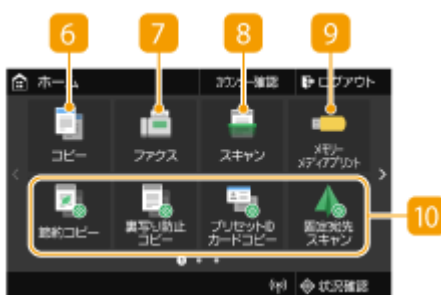 6 7 8 9
ホーム カウンター確認 ログアウト
コピー ファクス スキャン メモリー
メディアプリント
節約コピー 裏写り防止 プリセットID 固定宛先
コピー カードコピー スキャン
10
状況確認